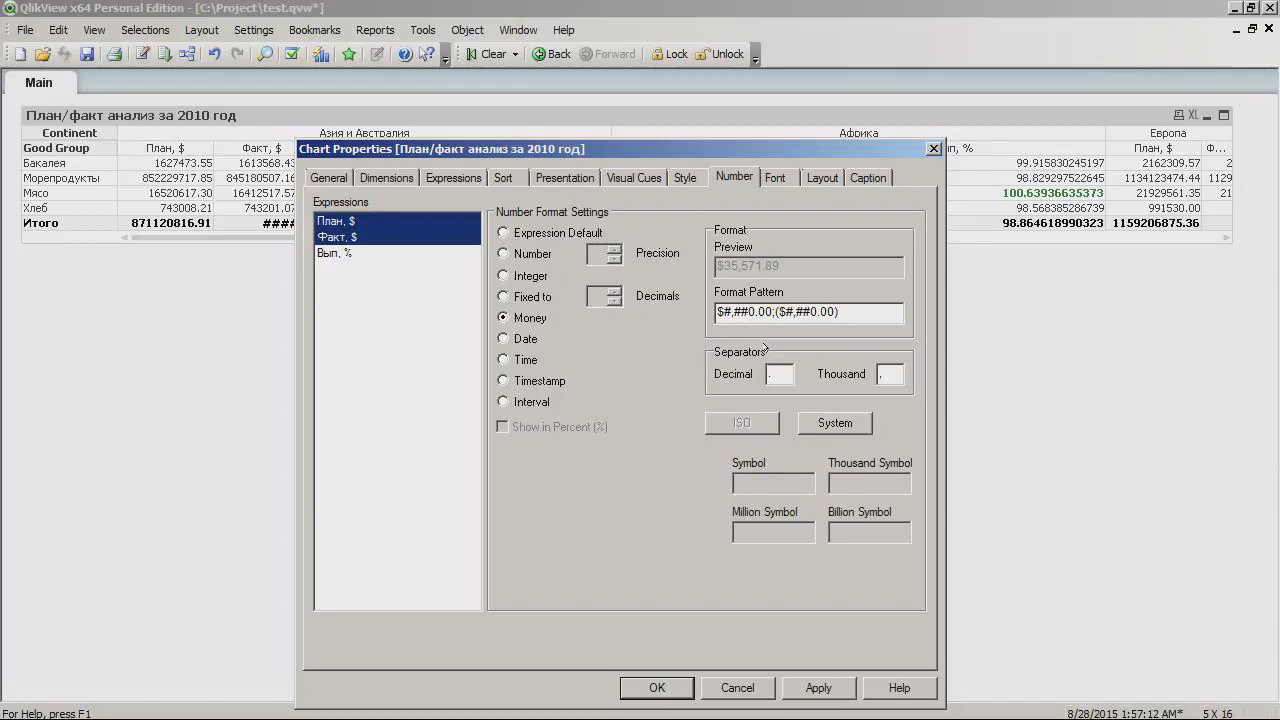 QlikView x64 Personal Edition - [C:\Project\test.qvw*]
File Edit View Selections Layout Settings Bookmarks Reports Tools Object Window Help
Clear Back Forward Lock Unlock
Main
План/факт анализ за 2010 год XL
Continent Азия и Австралия Африка Европа
Good Group План, $ Факт, $ План, $ Ф...
Бакалея 1627473.55 1613568.43 99.915830245197 2162309.57 2
Морепродукты 852229717.85 845180507.16 98.829297522645 1134123474.44 1129
Мясо 16520617.30 16412517.57 100.63936635373 21929561.35 21
Хлеб 743008.21 743201.07 98.568385298416 991530.00
Итого 871120816.91 #### 98.864618990323 1159206875.36
Chart Properties [План/факт анализ за 2010 год]
General Dimensions Expressions Sort Presentation Visual Cues Style Number Font Layout Caption
Expressions
План, $
Факт, $
Вып, %
Number Format Settings
Expression Default
Number Precision
Integer
Fixed to Decimals
Money
Date
Time
Timestamp
Interval
Show in Percent (%)
Format
Preview
$35,571.89
Format Pattern
$#,##0.00;($#,##0.00)
Separators
Decimal . Thousand ,
ISO System
Symbol Thousand Symbol
Million Symbol Billion Symbol
OK Cancel Apply Help
For Help, press F1 8/28/2015 1:57:12 AM* 5 X 16